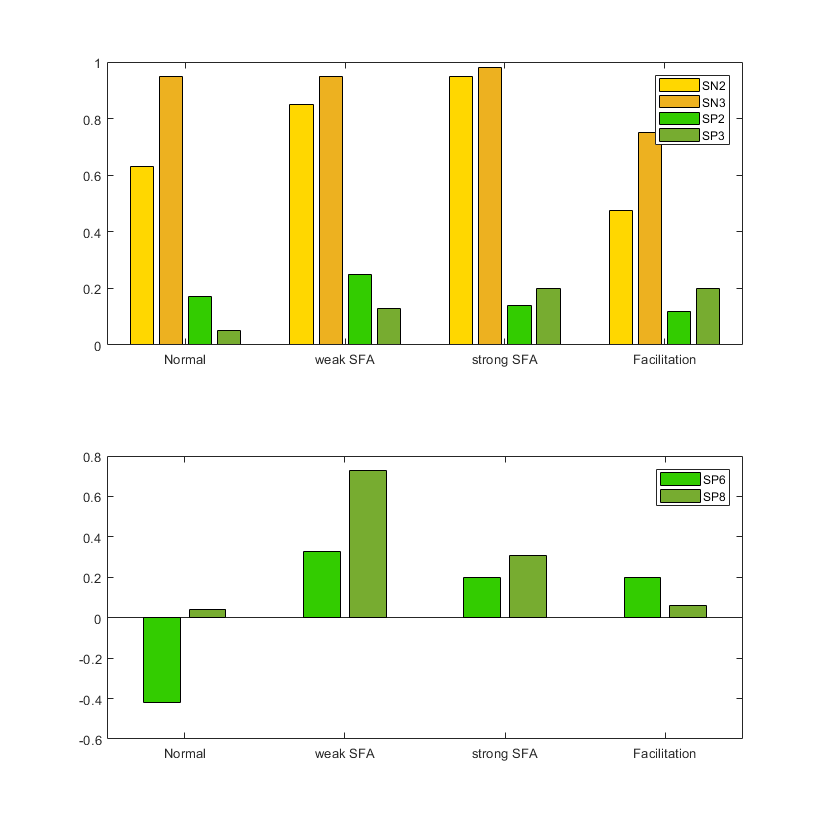 1
0.8
0.6
0.4
0.2
0
SN2
SN3
SP2
SP3
Normal weak SFA strong SFA Facilitation
0.8
0.6
0.4
0.2
0
-0.2
-0.4
-0.6
SP6
SP8
Normal weak SFA strong SFA Facilitation